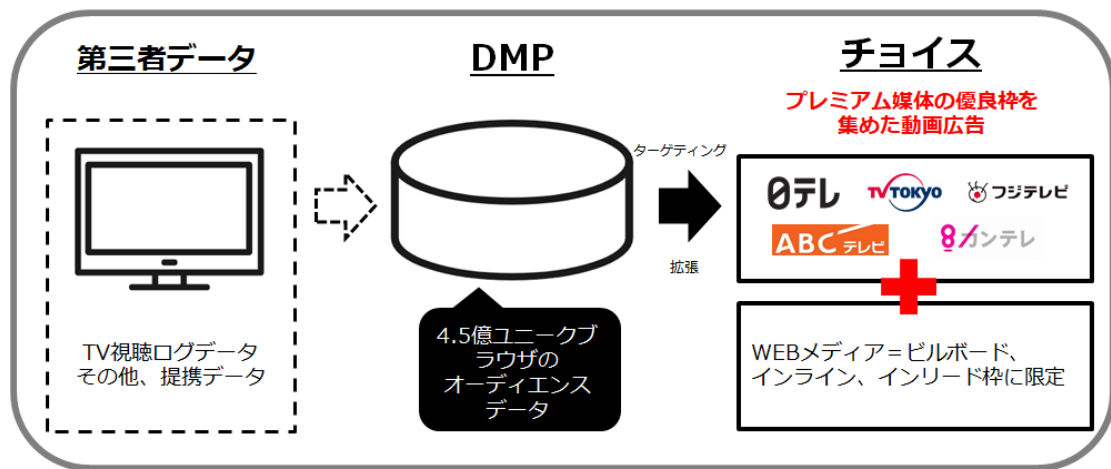 第三者データ
TV視聴ログデータ
その他、提携データ
DMP
4.5億ユニークブ
ラウザの
オーディエンス
データ
ターゲティング
拡張
チョイス
プレミアム媒体の優良枠を
集めた動画広告
日テレ TVTOKYO フジテレビ
ABCテレビ 8カンテレ
WEBメディア＝ビルボード、
インライン、インリード枠に限定